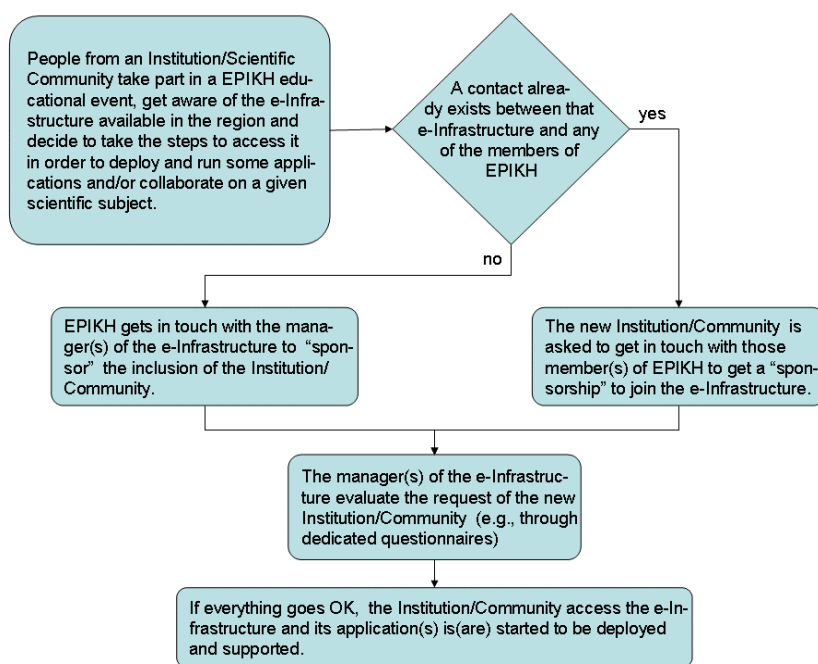 People from an Institution/Scientific
Community take part in a EPIKH edu-
cational event, get aware of the e-Infra-
structure available in the region and
decide to take the steps to access it
in order to deploy and run some appli-
cations and/or collaborate on a given
scientific subject.
A contact alrea-
dy exists between that
e-Infrastructure and any
of the members of
EPIKH
yes
no
EPIKH gets in touch with the mana-
ger(s) of the e-Infrastructure to “spon-
sor” the inclusion of the Institution/
Community.
The new Institution/Community is
asked to get in touch with those
member(s) of EPIKH to get a “spon-
sorship” to join the e-Infrastructure.
The manager(s) of the e-Infrastruc-
ture evaluate the request of the new
Institution/Community (e.g., through
dedicated questionnaires)
If everything goes OK, the Institution/Community access the e-In-
frastructure and its application(s) is(are) started to be deployed
and supported.